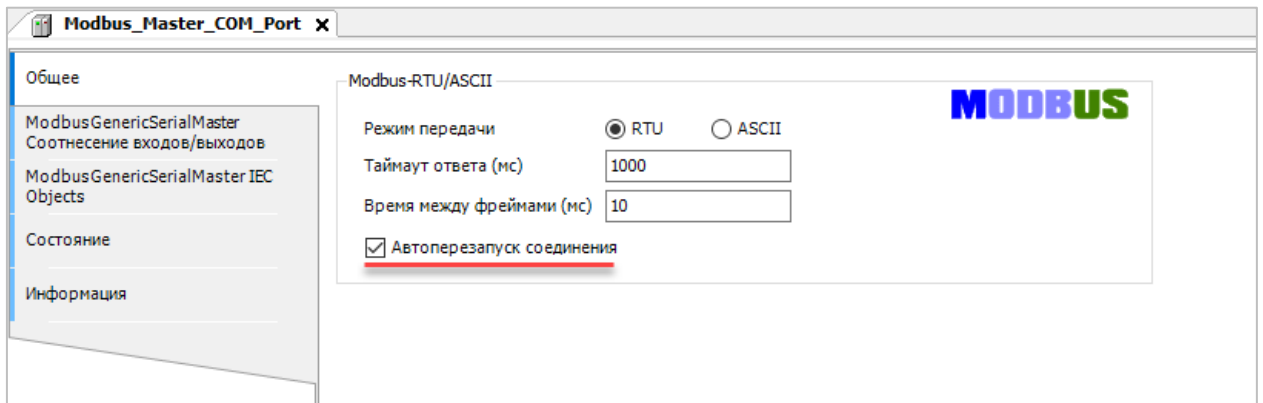 Modbus_Master_COM_Port
Общее
ModbusGenericSerialMaster
Соотнесение входов/выходов
ModbusGenericSerialMaster IEC
Objects
Состояние
Информация
Modbus-RTU/ASCII
MODBUS
Режим передачи RTU ASCII
Таймаут ответа (мс) 1000
Время между фреймами (мс) 10
Автоперезапуск соединения